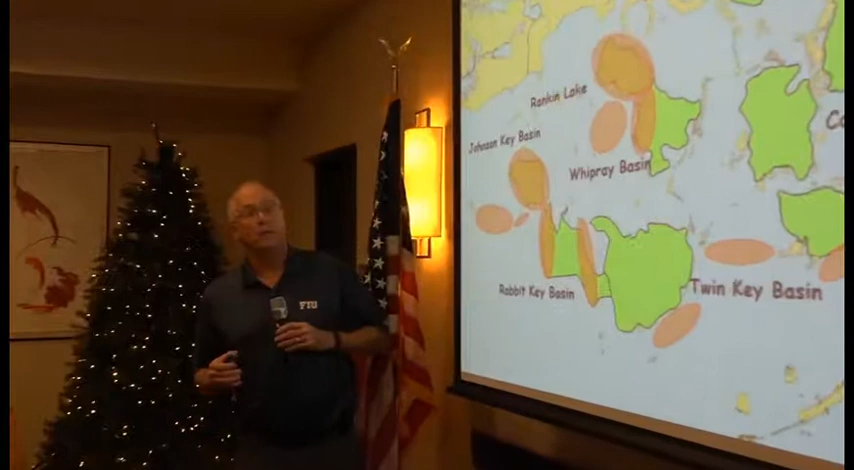 Rankin Lake
Johnson Key Basin
Whipray Basin
Rabbit Key Basin
Twin Key Basin
FIU